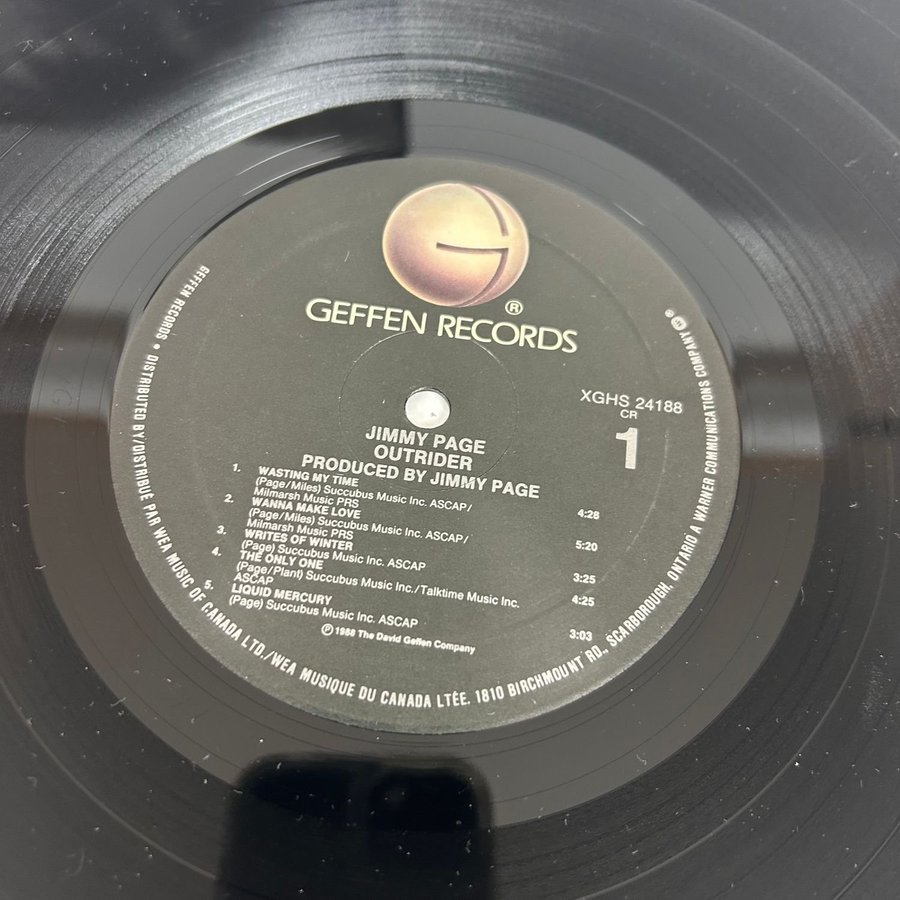 ®
GEFFEN RECORDS
XGHS 24188
CR
1
JIMMY PAGE
OUTRIDER
PRODUCED BY JIMMY PAGE
1. WASTING MY TIME
(Page/Miles) Succubus Music Inc. ASCAP/
Milmarsh Music PRS 4:28
2. WANNA MAKE LOVE
(Page/Miles) Succubus Music Inc. ASCAP/
Milmarsh Music PRS 5:20
3. WRITES OF WINTER
(Page) Succubus Music Inc. ASCAP 3:25
4. THE ONLY ONE
(Page/Plant) Succubus Music Inc./Talktime Music Inc.
ASCAP 4:25
5. LIQUID MERCURY
(Page) Succubus Music Inc. ASCAP 3:03
℗ 1988 The David Geffen Company
GEFFEN RECORDS • DISTRIBUTED BY/DISTRIBUÉ PAR WEA MUSIC OF CANADA LTD./WEA MUSIQUE DU CANADA LTÉE. 1810 BIRCHMOUNT RD., SCARBOROUGH, ONTARIO A WARNER COMMUNICATIONS COMPANY